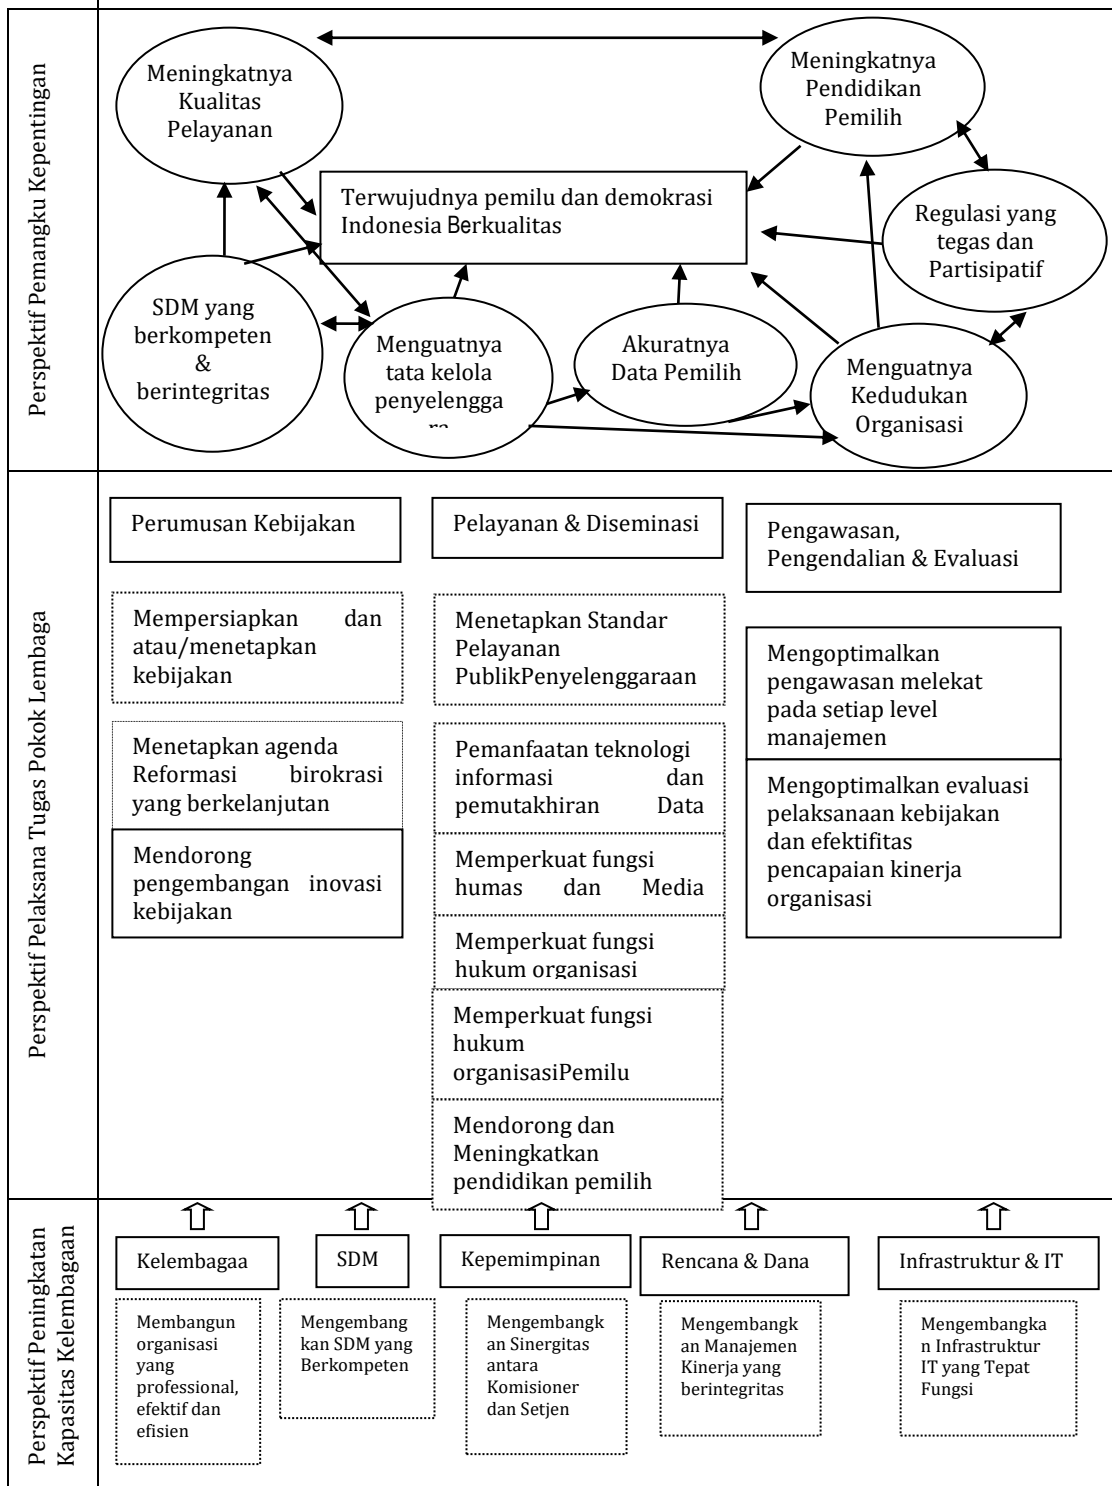 Perspektif Pemangku Kepentingan
Meningkatnya
Kualitas
Pelayanan
Meningkatnya
Pendidikan
Pemilih
Terwujudnya pemilu dan demokrasi
Indonesia Berkualitas
Regulasi yang
tegas dan
Partisipatif
SDM yang
berkompeten
&
berintegritas
Menguatnya
tata kelola
penyelengga
ra
Akuratnya
Data Pemilih
Menguatnya
Kedudukan
Organisasi
Perspektif Pelaksana Tugas Pokok Lembaga
Perumusan Kebijakan
Mempersiapkan dan
atau/menetapkan
kebijakan
Menetapkan agenda
Reformasi birokrasi
yang berkelanjutan
Mendorong
pengembangan inovasi
kebijakan
Pelayanan & Diseminasi
Menetapkan Standar
Pelayanan
PublikPenyelenggaraan
Pemanfaatan teknologi
informasi dan
pemutakhiran Data
Memperkuat fungsi
humas dan Media
Memperkuat fungsi
hukum organisasi
Memperkuat fungsi
hukum
organisasiPemilu
Mendorong dan
Meningkatkan
pendidikan pemilih
Pengawasan,
Pengendalian & Evaluasi
Mengoptimalkan
pengawasan melekat
pada setiap level
manajemen
Mengoptimalkan evaluasi
pelaksanaan kebijakan
dan efektifitas
pencapaian kinerja
organisasi
Perspektif Peningkatan
Kapasitas Kelembagaan
Kelembagaa
Membangun
organisasi
yang
professional,
efektif dan
efisien
SDM
Mengembang
kan SDM yang
Berkompeten
Kepemimpinan
Mengembangk
an Sinergitas
antara
Komisioner
dan Setjen
Rencana & Dana
Mengembangk
an Manajemen
Kinerja yang
berintegritas
Infrastruktur & IT
Mengembangka
n Infrastruktur
IT yang Tepat
Fungsi